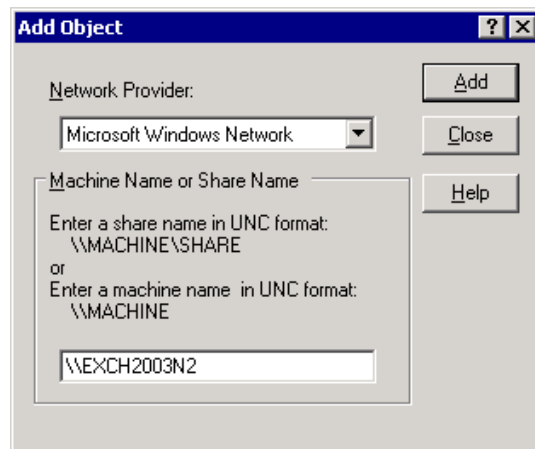 Add Object
Network Provider:
Microsoft Windows Network
Machine Name or Share Name
Enter a share name in UNC format:
\\MACHINE\SHARE
or
Enter a machine name  in UNC format:
\\MACHINE
\\EXCH2003N2
Add
Close
Help